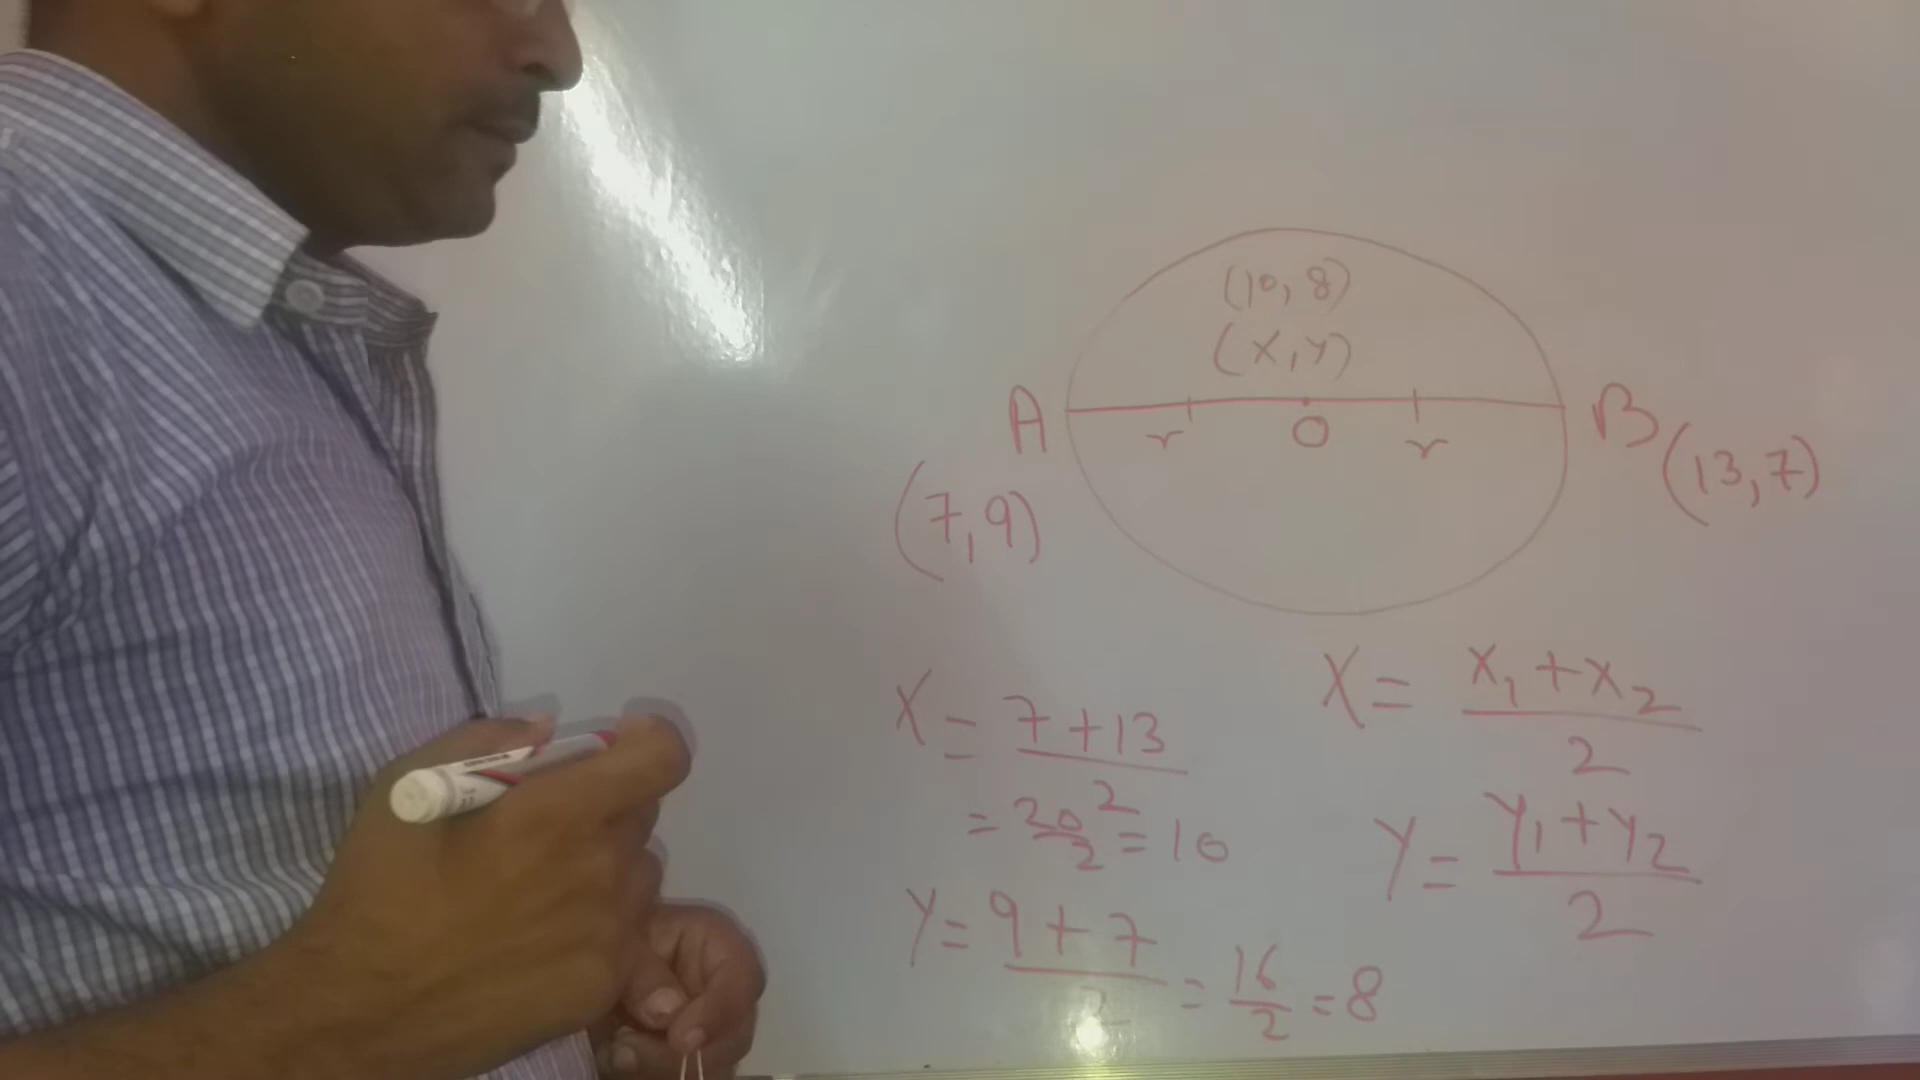 (10, 8)
(X, Y)
A
r
O
r
B
(13, 7)
(7, 9)
X = 7 + 13 / 2
= 20/2 = 10
Y = 9 + 7 / 2 = 16/2 = 8
X = X₁ + X₂ / 2
Y = Y₁ + Y₂ / 2